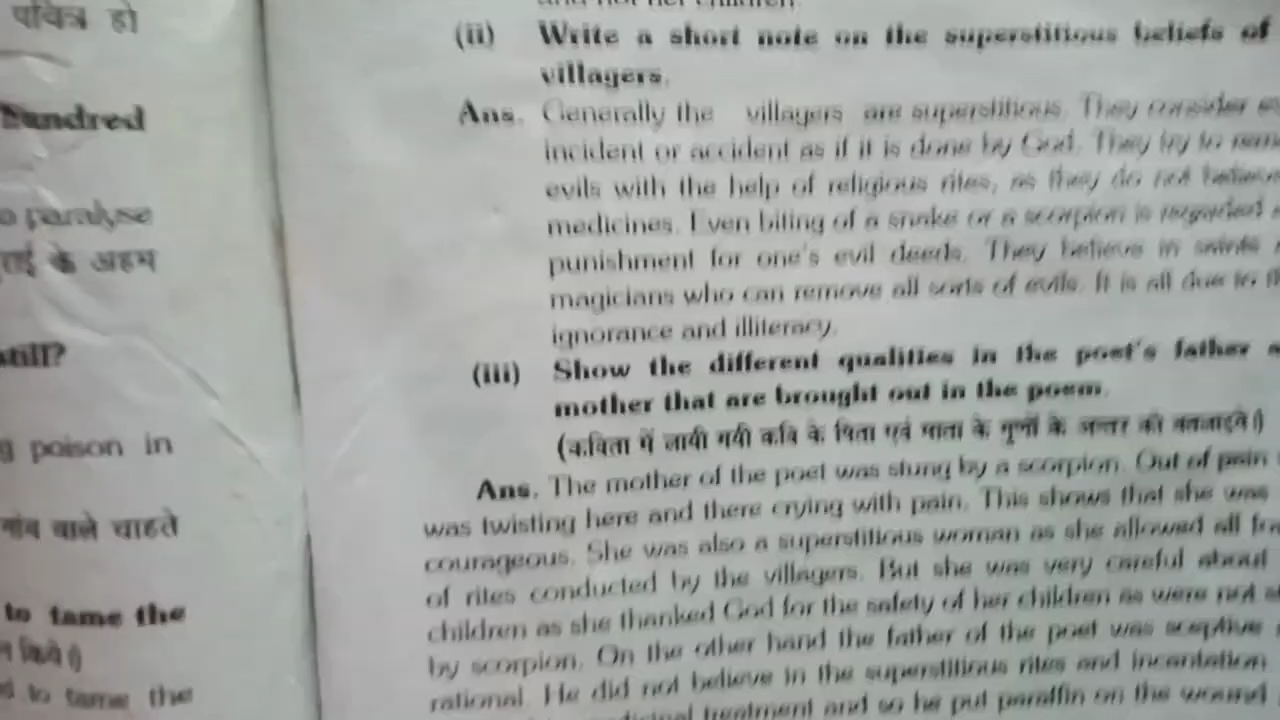 पवित्र हो
Hundred
paralyse
के अहम
still?
poison in
गांव वाले चाहते
to tame the
किये।)
to tame the
(ii) Write a short note on the superstitious beliefs of
villagers.
Ans. Generally the villagers are superstitious. They consider
incident or accident as if it is done by God. They try to
evils with the help of religious rites, as they do not believe
medicines. Even biting of a snake or a scorpion is regarded
punishment for one's evil deeds. They believe in saints
magicians who can remove all sorts of evils. It is all due to
ignorance and illiteracy.
(iii) Show the different qualities in the poet's father
mother that are brought out in the poem.
(कविता में लायी गयी कवि के पिता एवं माता के गुणों के अन्तर को बतलाइये।)
Ans. The mother of the poet was stung by a scorpion. Out of pain
was twisting here and there crying with pain. This shows that she was
courageous. She was also a superstitious woman as she allowed all
of rites conducted by the villagers. But she was very careful about
children as she thanked God for the safety of her children as were not
by scorpion. On the other hand the father of the poet was sceptive
rational. He did not believe in the superstitious rites and incantation
treatment and so he put paraffin on the wound